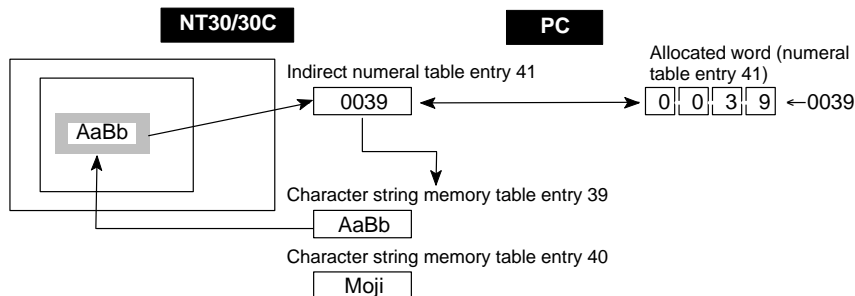 NT30/30C
PC
Indirect numeral table entry 41
Allocated word (numeral
table entry 41)
0039
0 0 3 9 ←0039
AaBb
Character string memory table entry 39
AaBb
Character string memory table entry 40
Moji